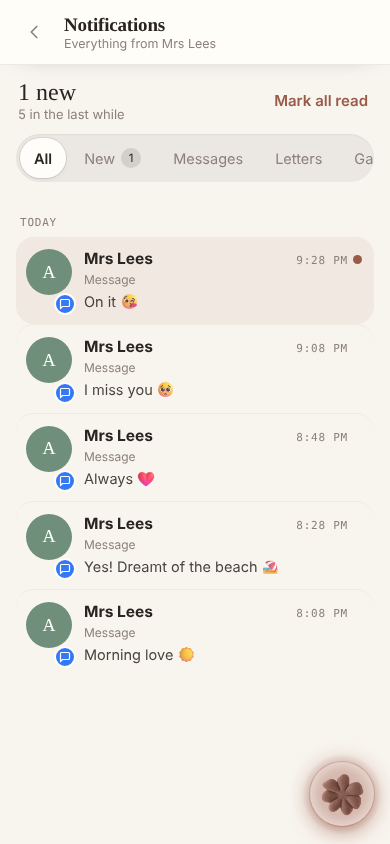 Notifications
Everything from Mrs Lees
1 new
5 in the last while
Mark all read
All New 1 Messages Letters Ga
TODAY
Mrs Lees 9:28 PM
A
Message
On it 😘
Mrs Lees 9:08 PM
A
Message
I miss you 🥺
Mrs Lees 8:48 PM
A
Message
Always ❤️
Mrs Lees 8:28 PM
A
Message
Yes! Dreamt of the beach 🏖️
Mrs Lees 8:08 PM
A
Message
Morning love 🌞